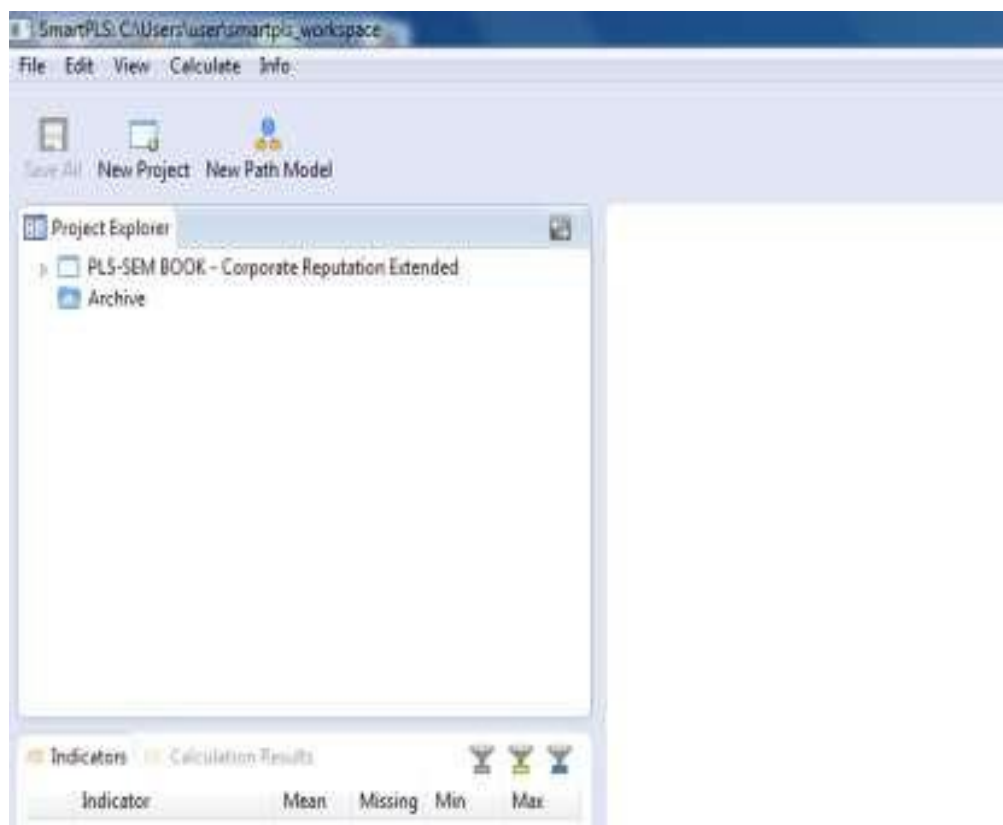 SmartPLS: C:\Users\user\smartpls_workspace
File Edit View Calculate Info
Save All New Project New Path Model
Project Explorer
PLS-SEM BOOK - Corporate Reputation Extended
Archive
Indicators Calculation Results
Indicator Mean Missing Min Max